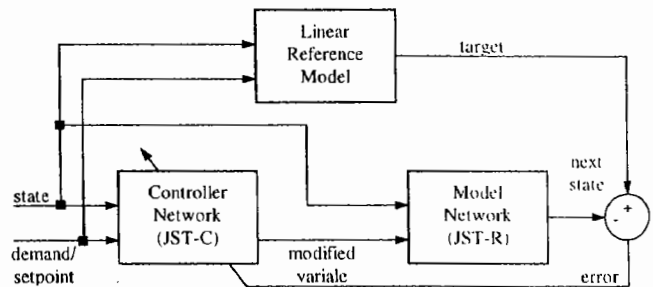 Linear
Reference
Model
target
state
Controller
Network
(JST-C)
Model
Network
(JST-R)
next
state
+
-
demand/
setpoint
modified
variale
error